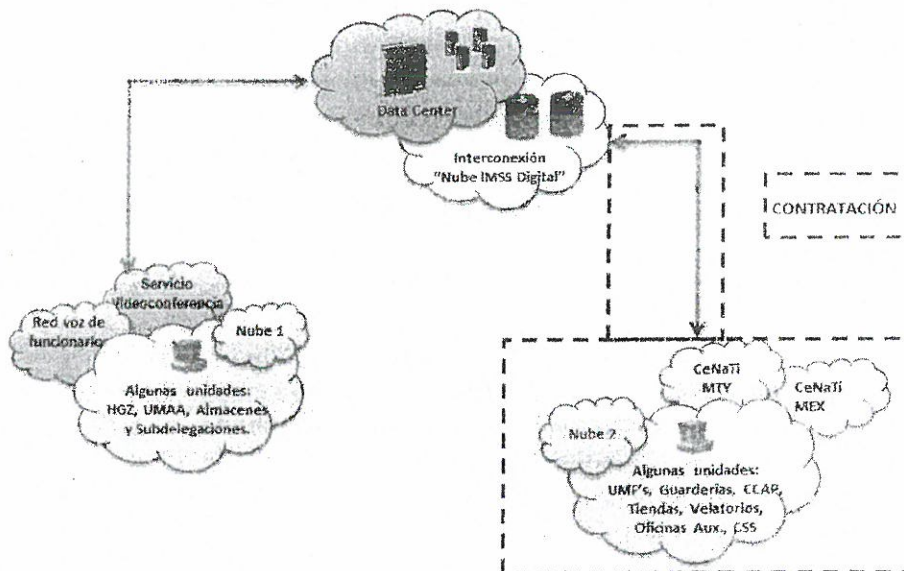 Data Center
Interconexión
"Nube IMSS Digital"
CONTRATACIÓN
Servicio
Videoconferencia
Red voz de
funcionario
Nube 1
Algunas unidades:
HGZ, UMAA, Almacenes
y Subdelegaciones.
CeNaTi
MTY
CeNaTi
MEX
Nube 2
Algunas unidades:
UMF's, Guarderías, CCAP,
Tiendas, Velatorios,
Oficinas Aux., CSS